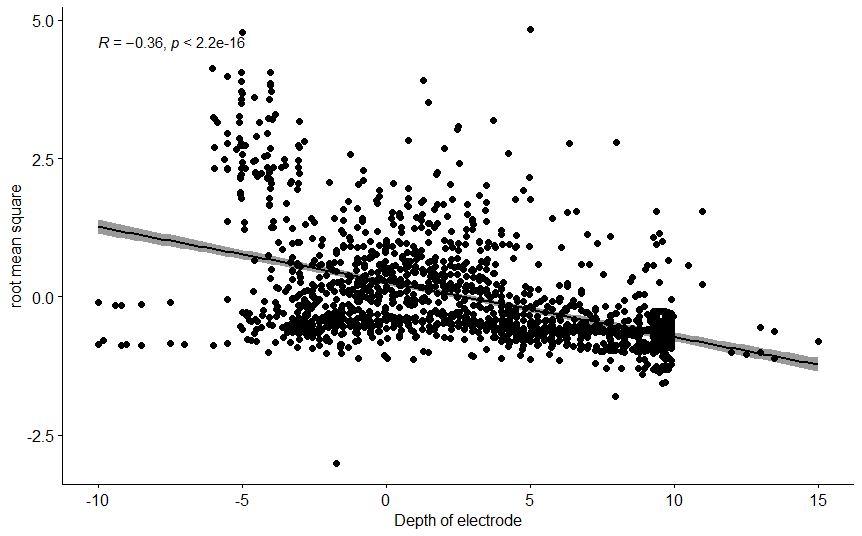 5.0
R = −0.36, p < 2.2e-16
2.5
0.0
-2.5
root mean square
-10 -5 0 5 10 15
Depth of electrode